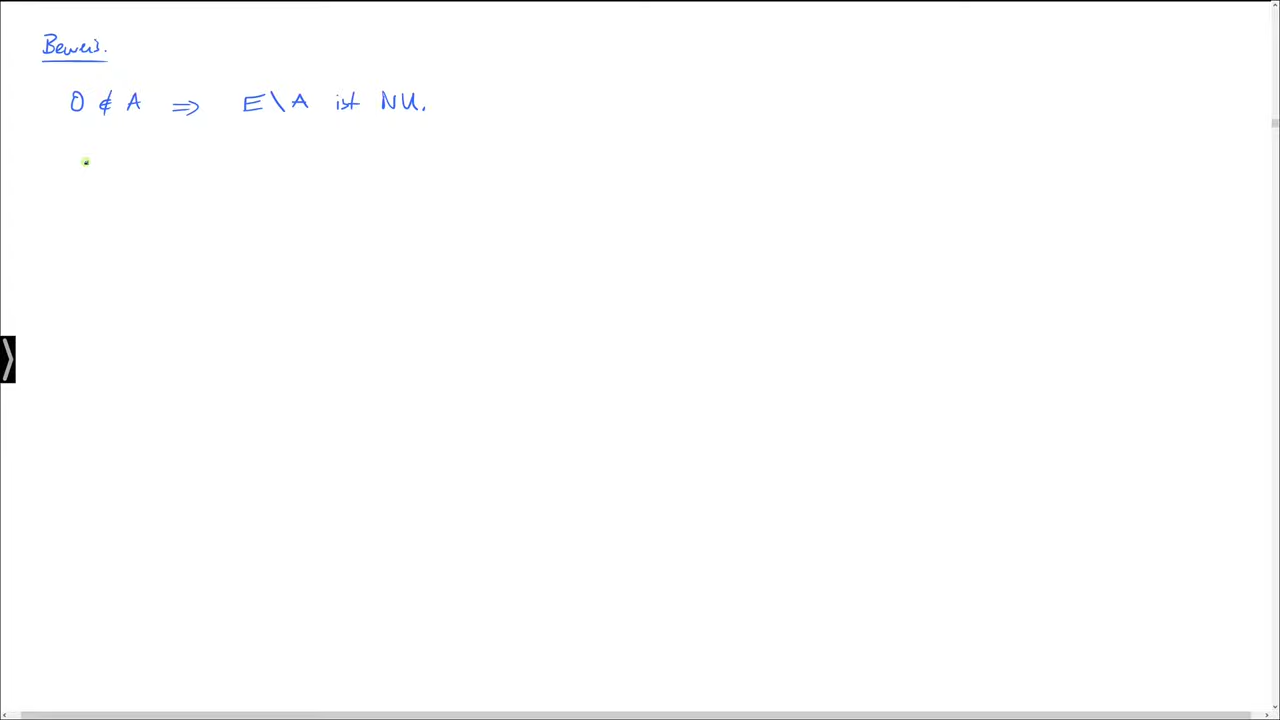 Beweis.
0 ∉ A ⇒ E \ A ist NU.